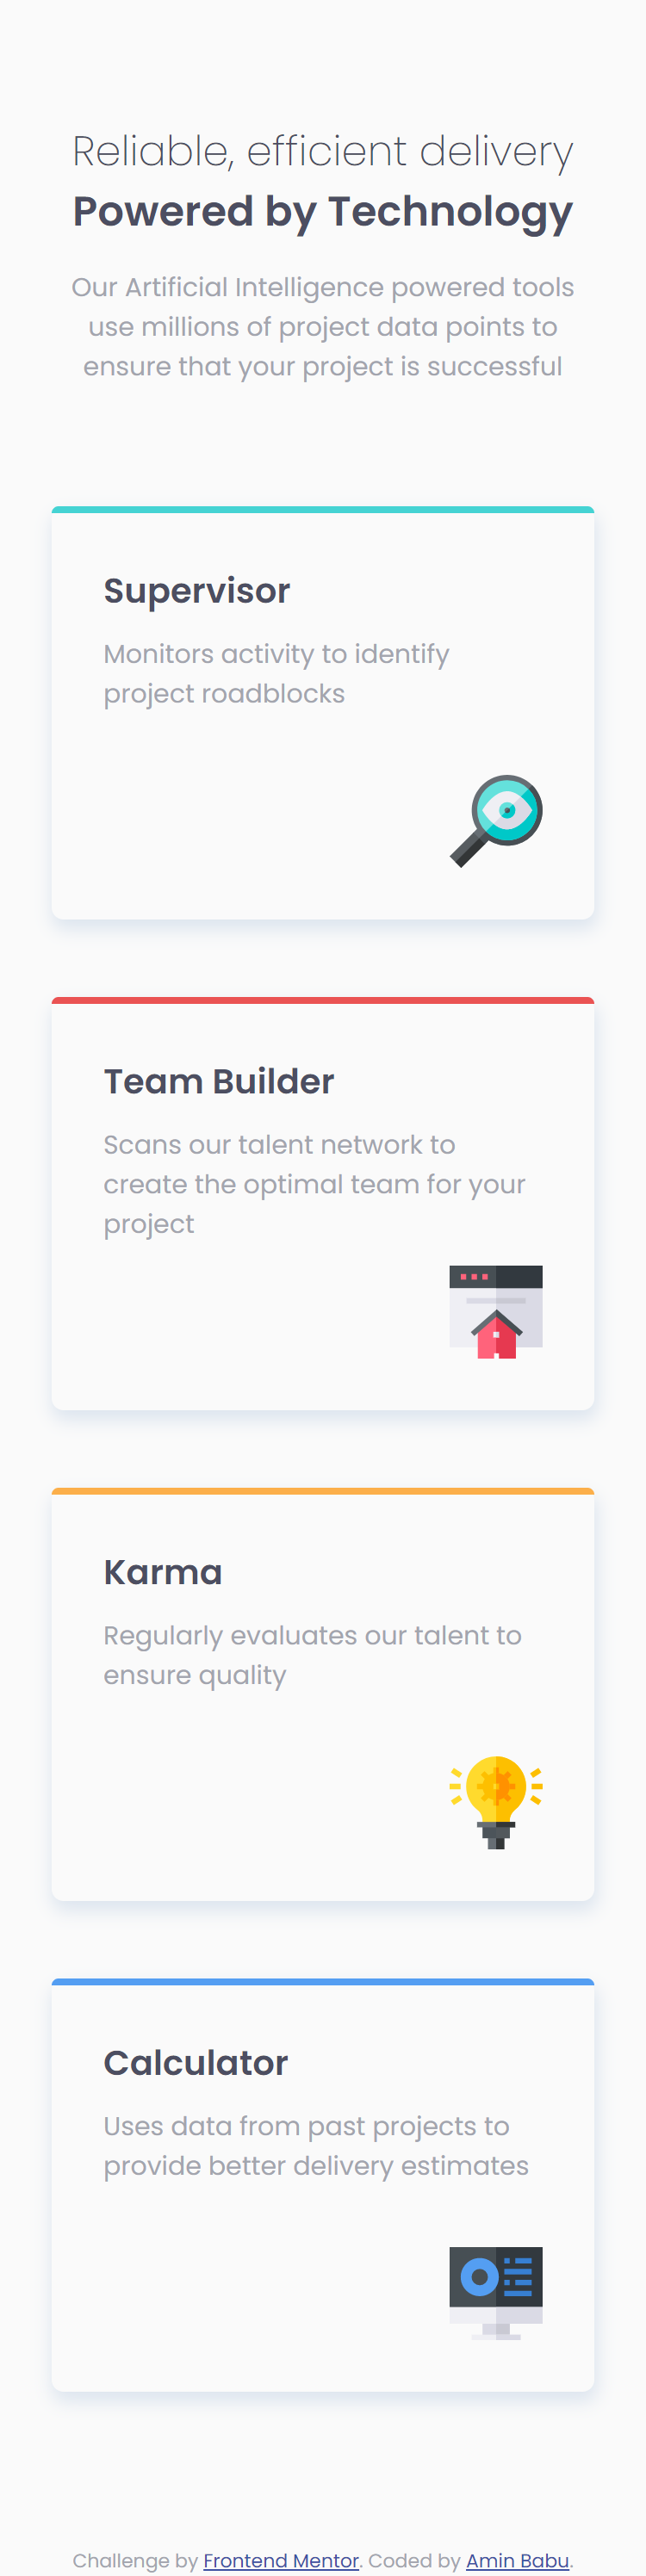 Reliable, efficient delivery
Powered by Technology
Our Artificial Intelligence powered tools
use millions of project data points to
ensure that your project is successful
Supervisor
Monitors activity to identify
project roadblocks
Team Builder
Scans our talent network to
create the optimal team for your
project
Karma
Regularly evaluates our talent to
ensure quality
Calculator
Uses data from past projects to
provide better delivery estimates
Challenge by Frontend Mentor. Coded by Amin Babu.